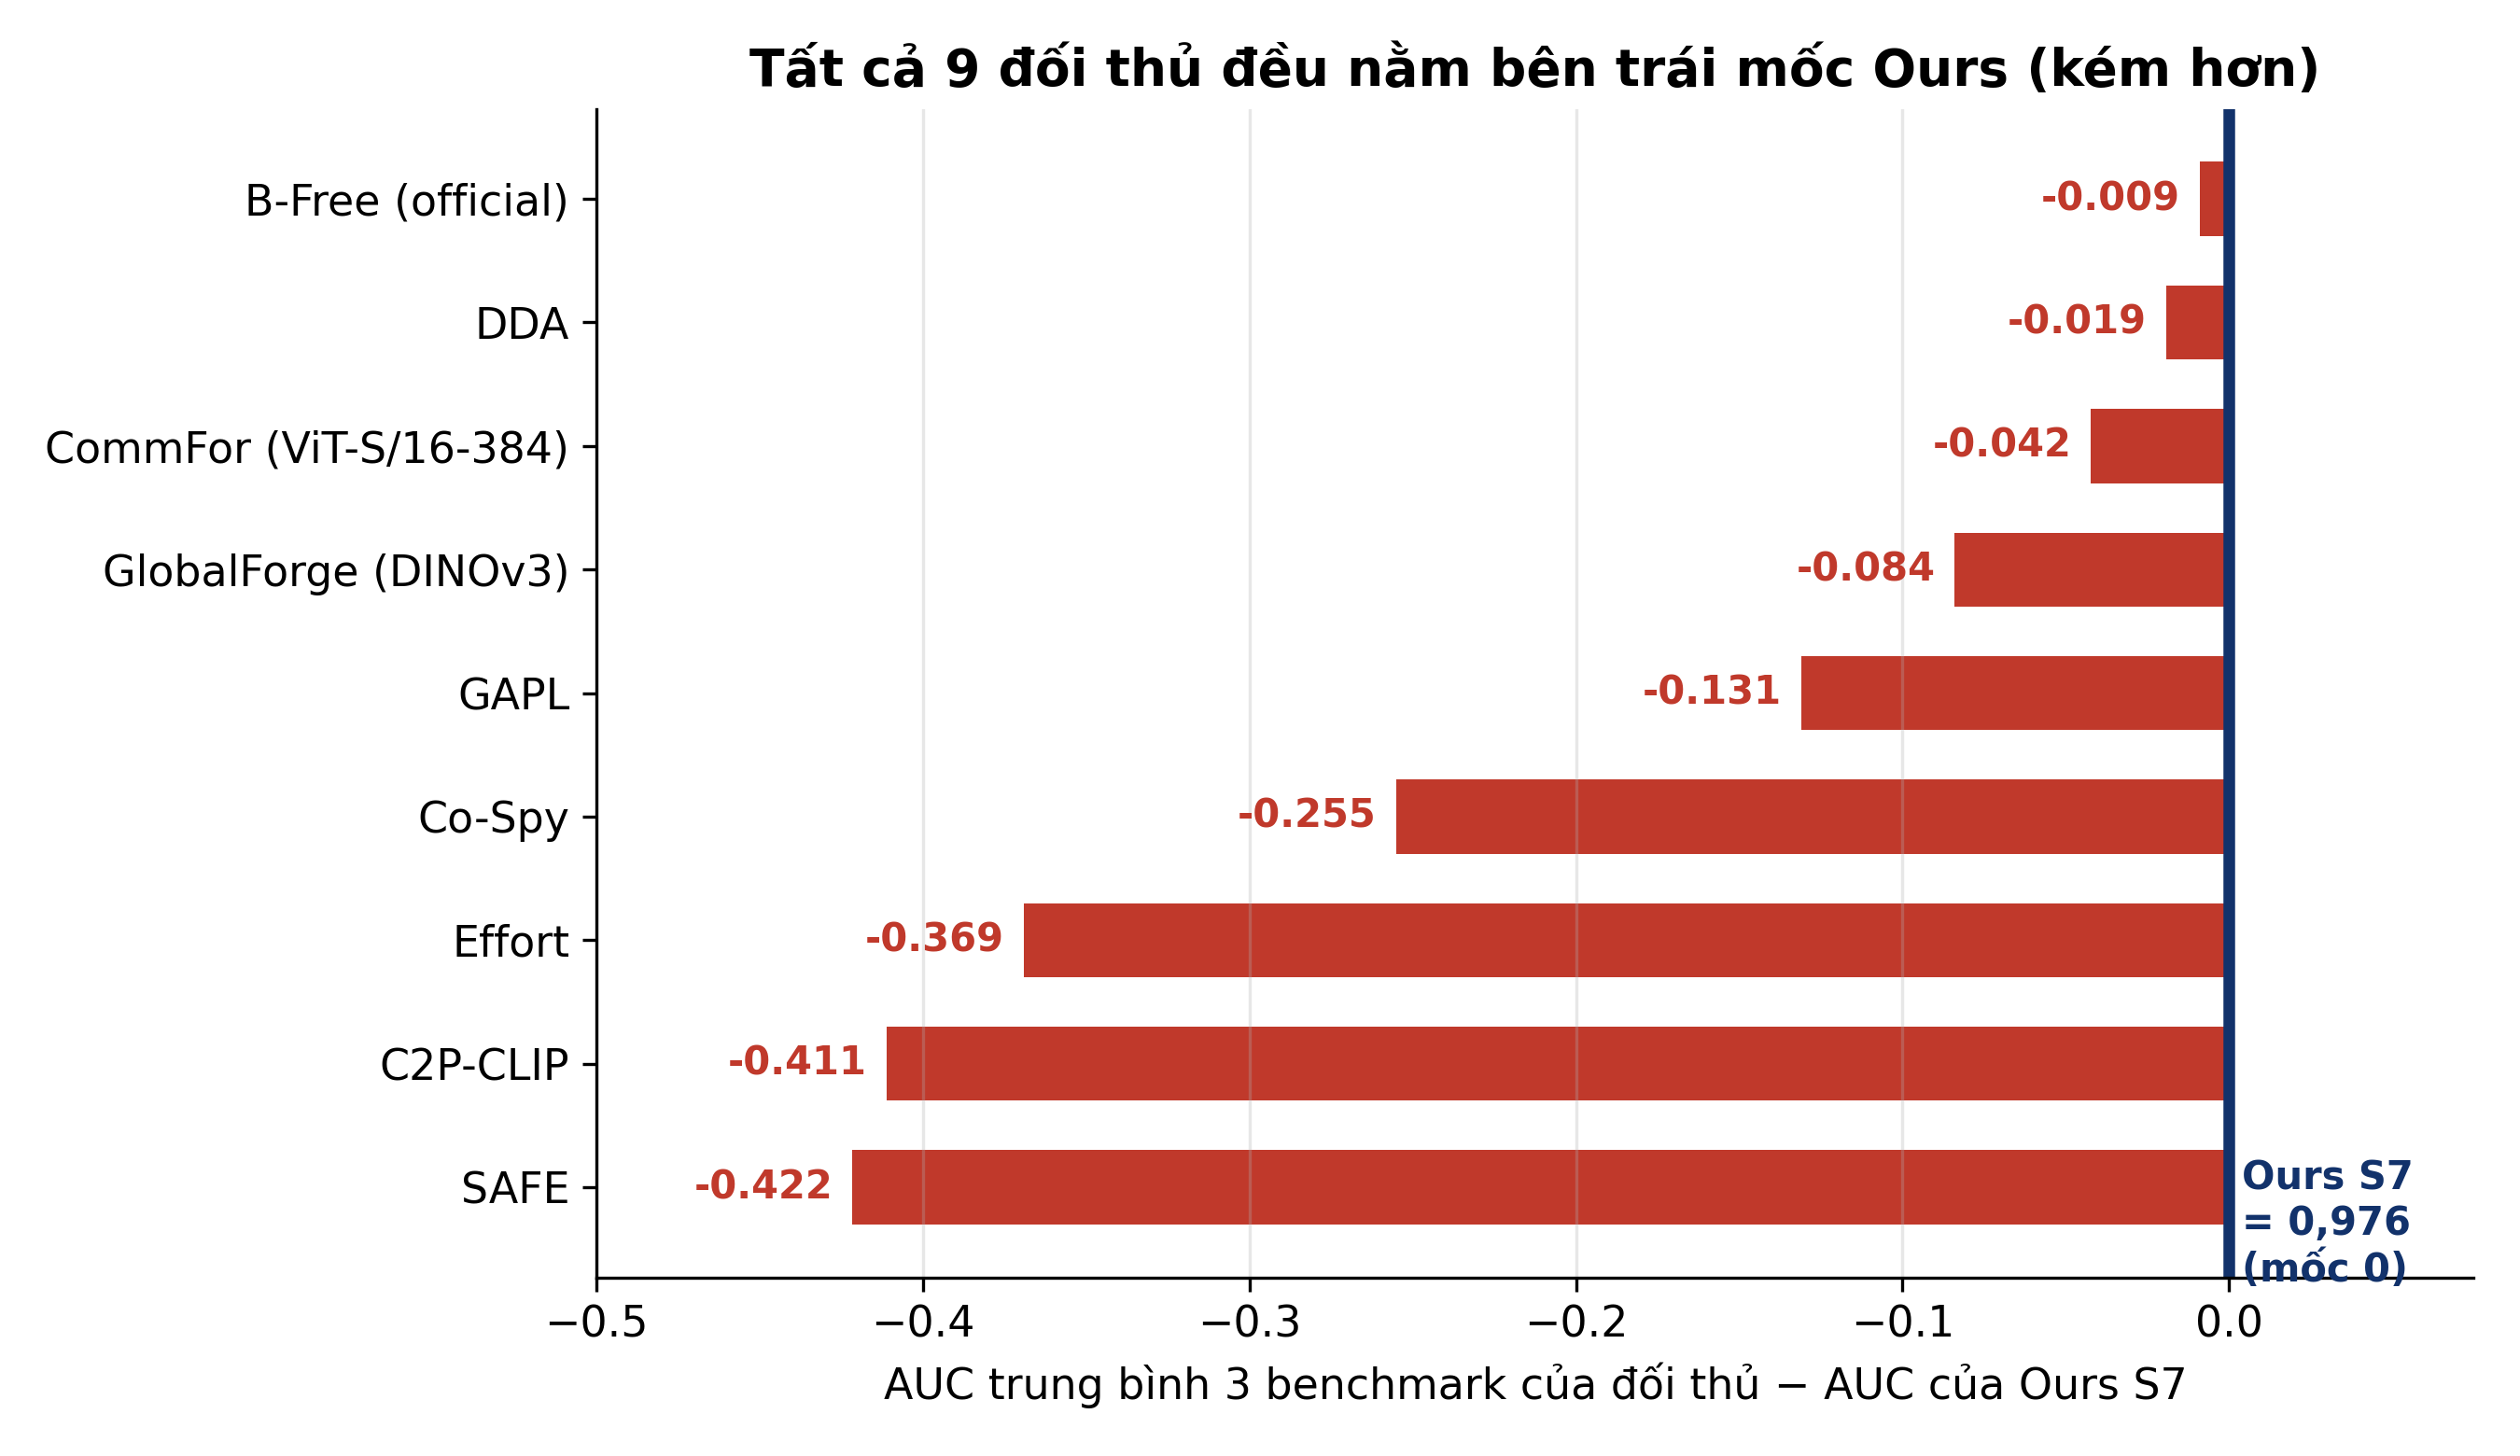 Tất cả 9 đối thủ đều nằm bên trái mốc Ours (kém hơn)
B-Free (official)
-0.009
DDA
-0.019
CommFor (ViT-S/16-384)
-0.042
GlobalForge (DINOv3)
-0.084
GAPL
-0.131
Co-Spy
-0.255
Effort
-0.369
C2P-CLIP
-0.411
SAFE
-0.422
Ours S7
= 0,976
(mốc 0)
−0.5 −0.4 −0.3 −0.2 −0.1 0.0
AUC trung bình 3 benchmark của đối thủ − AUC của Ours S7